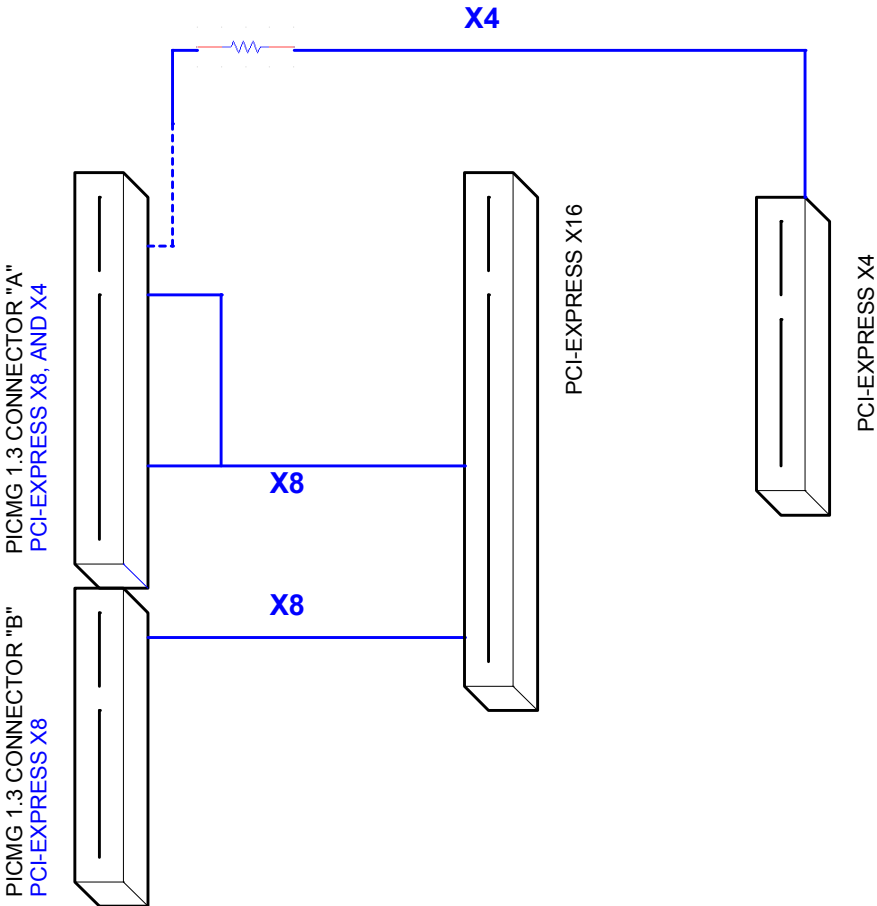 X4
PICMG 1.3 CONNECTOR "A"
PCI-EXPRESS X8, AND X4
PCI-EXPRESS X16
PCI-EXPRESS X4
X8
X8
PICMG 1.3 CONNECTOR "B"
PCI-EXPRESS X8